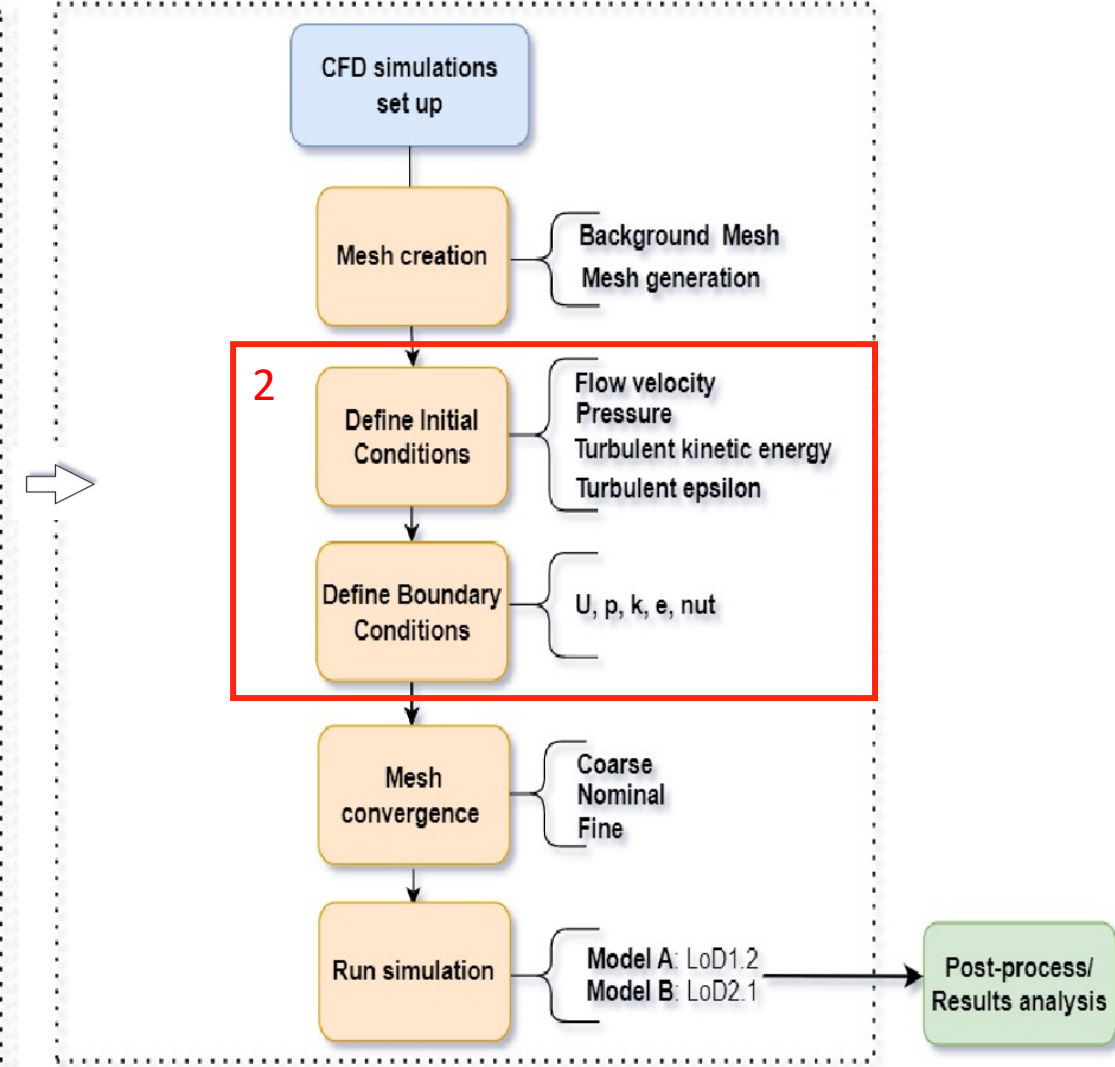 CFD simulations
set up
Mesh creation
Background Mesh
Mesh generation
2
Define Initial
Conditions
Flow velocity
Pressure
Turbulent kinetic energy
Turbulent epsilon
Define Boundary
Conditions
U, p, k, e, nut
Mesh
convergence
Coarse
Nominal
Fine
Run simulation
Model A: LoD1.2
Model B: LoD2.1
Post-process/
Results analysis